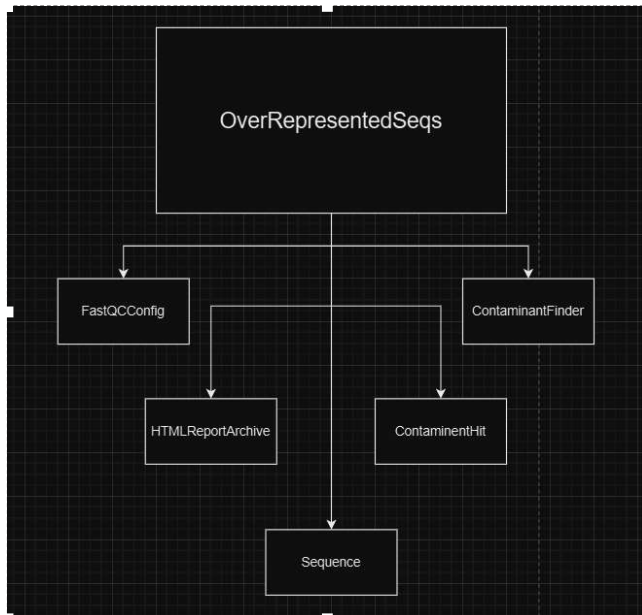 OverRepresentedSeqs
FastQCConfig
ContaminantFinder
HTMLReportArchive
ContaminentHit
Sequence